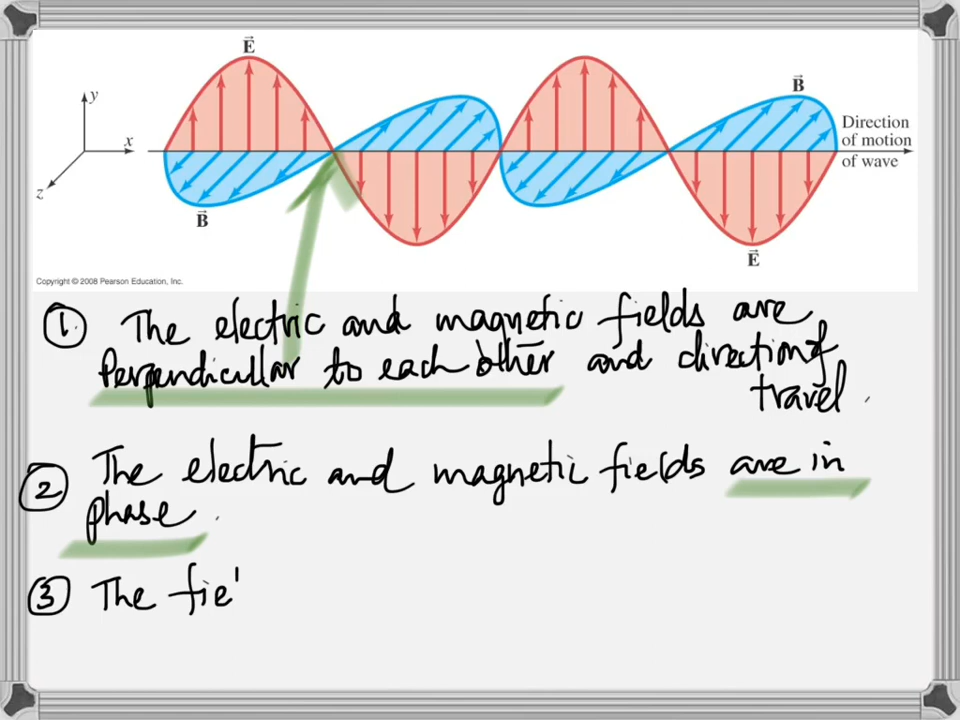 E
B
Direction
of motion
of wave
y
x
z
B
E
Copyright © 2008 Pearson Education, Inc.
① The electric and magnetic fields are
Perpendicullar to each other and direction of
travel.
② The electric and magnetic fields are in
phase.
③ The fie